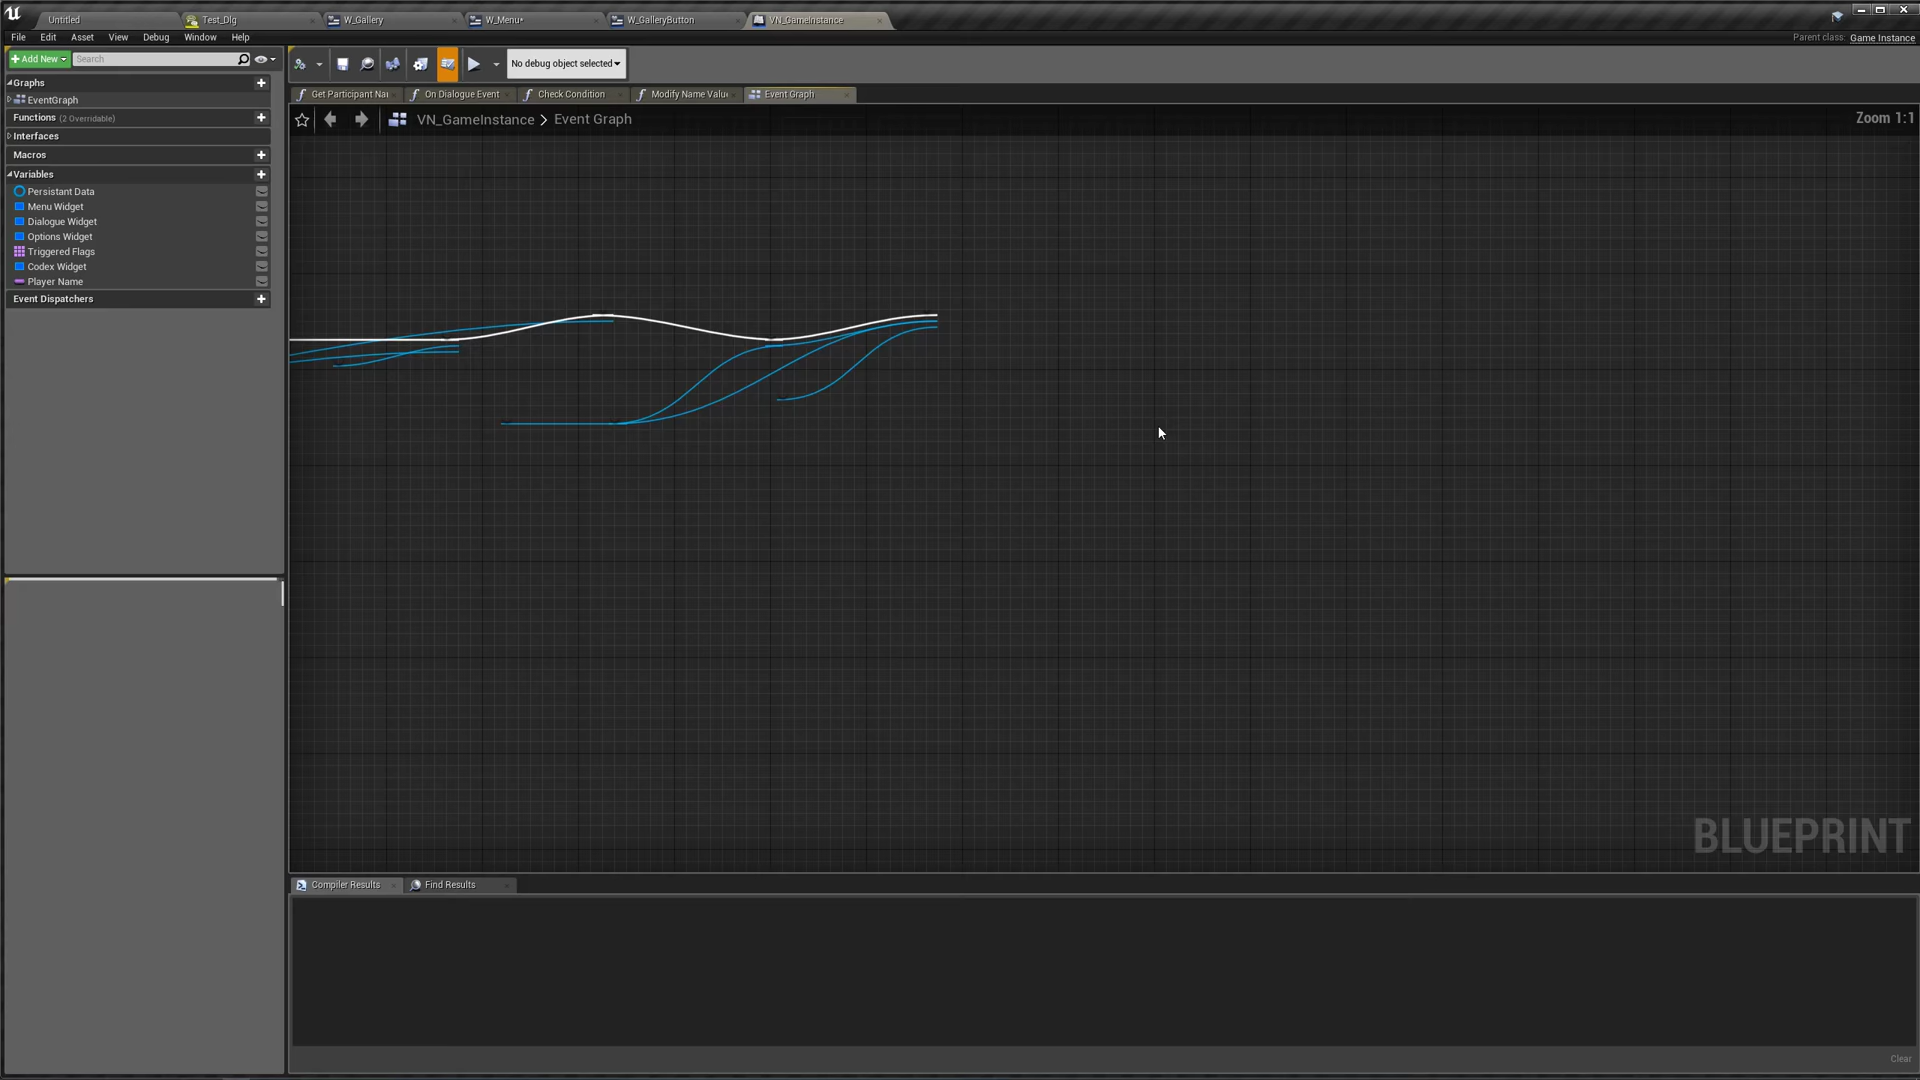 Untitled
Test_Dlg
W_Gallery
W_Menu*
W_GalleryButton
VN_GameInstance
File Edit Asset View Debug Window Help
Parent class: Game Instance
Add New
Search
No debug object selected
Graphs
EventGraph
Functions (2 Overridable)
Interfaces
Macros
Variables
Persistant Data
Menu Widget
Dialogue Widget
Options Widget
Triggered Flags
Codex Widget
Player Name
Event Dispatchers
Get Participant Nar
On Dialogue Event
Check Condition
Modify Name Valu
Event Graph
VN_GameInstance > Event Graph
Zoom 1:1
BLUEPRINT
Compiler Results
Find Results
Clear